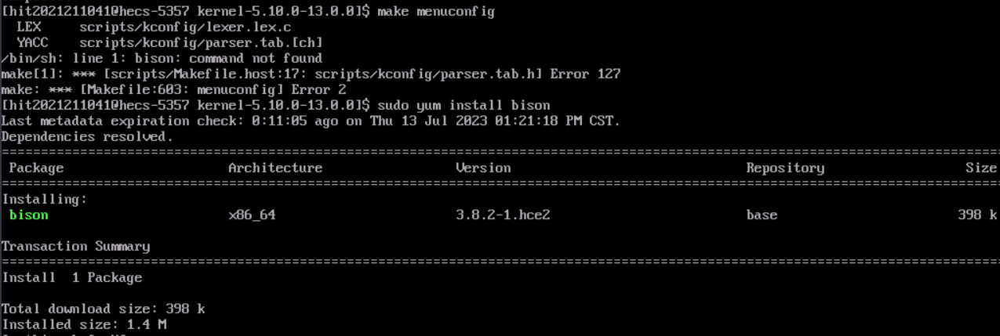 [hit2021211041@hecs-5357 kernel-5.10.0-13.0.0]$ make menuconfig
  LEX     scripts/kconfig/lexer.lex.c
  YACC    scripts/kconfig/parser.tab.[ch]
/bin/sh: line 1: bison: command not found
make[1]: *** [scripts/Makefile.host:17: scripts/kconfig/parser.tab.h] Error 127
make: *** [Makefile:603: menuconfig] Error 2
[hit2021211041@hecs-5357 kernel-5.10.0-13.0.0]$ sudo yum install bison
Last metadata expiration check: 0:11:05 ago on Thu 13 Jul 2023 01:21:18 PM CST.
Dependencies resolved.
Package Architecture Version Repository Size
Installing:
bison x86_64 3.8.2-1.hce2 base 398 k
Transaction Summary
Install  1 Package
Total download size: 398 k
Installed size: 1.4 M